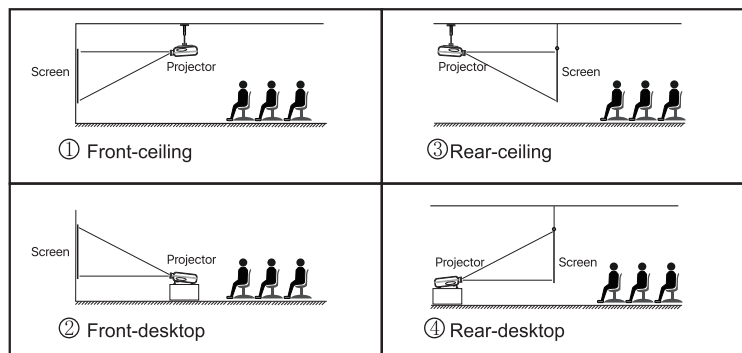 Screen
Projector
① Front-ceiling
Projector
Screen
③Rear-ceiling
Screen
Projector
② Front-desktop
Projector
Screen
④ Rear-desktop